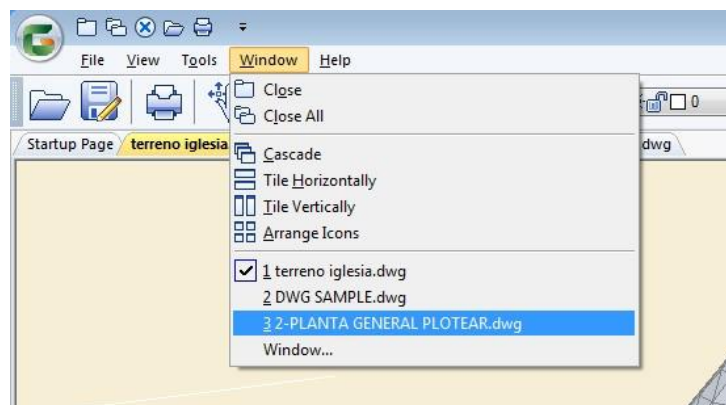 File View Tools Window Help
Close
Close All
0
Startup Page terreno iglesia dwg
Cascade
Tile Horizontally
Tile Vertically
Arrange Icons
1 terreno iglesia.dwg
2 DWG SAMPLE.dwg
3 2-PLANTA GENERAL PLOTEAR.dwg
Window...